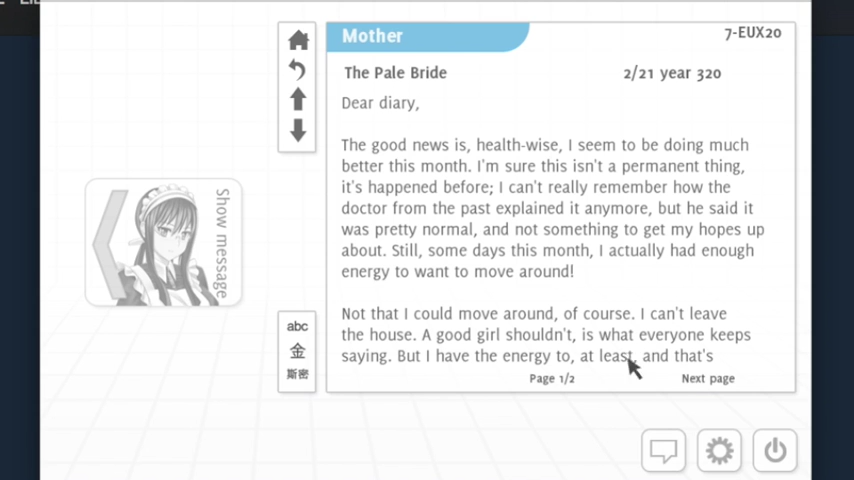 Mother
7-EUX20
The Pale Bride
2/21 year 320
Dear diary,
The good news is, health-wise, I seem to be doing much
better this month. I'm sure this isn't a permanent thing,
it's happened before; I can't really remember how the
doctor from the past explained it anymore, but he said it
was pretty normal, and not something to get my hopes up
about. Still, some days this month, I actually had enough
energy to want to move around!
Not that I could move around, of course. I can't leave
the house. A good girl shouldn't, is what everyone keeps
saying. But I have the energy to, at least, and that's
Page 1/2
Next page
Show message
abc
金
斯密